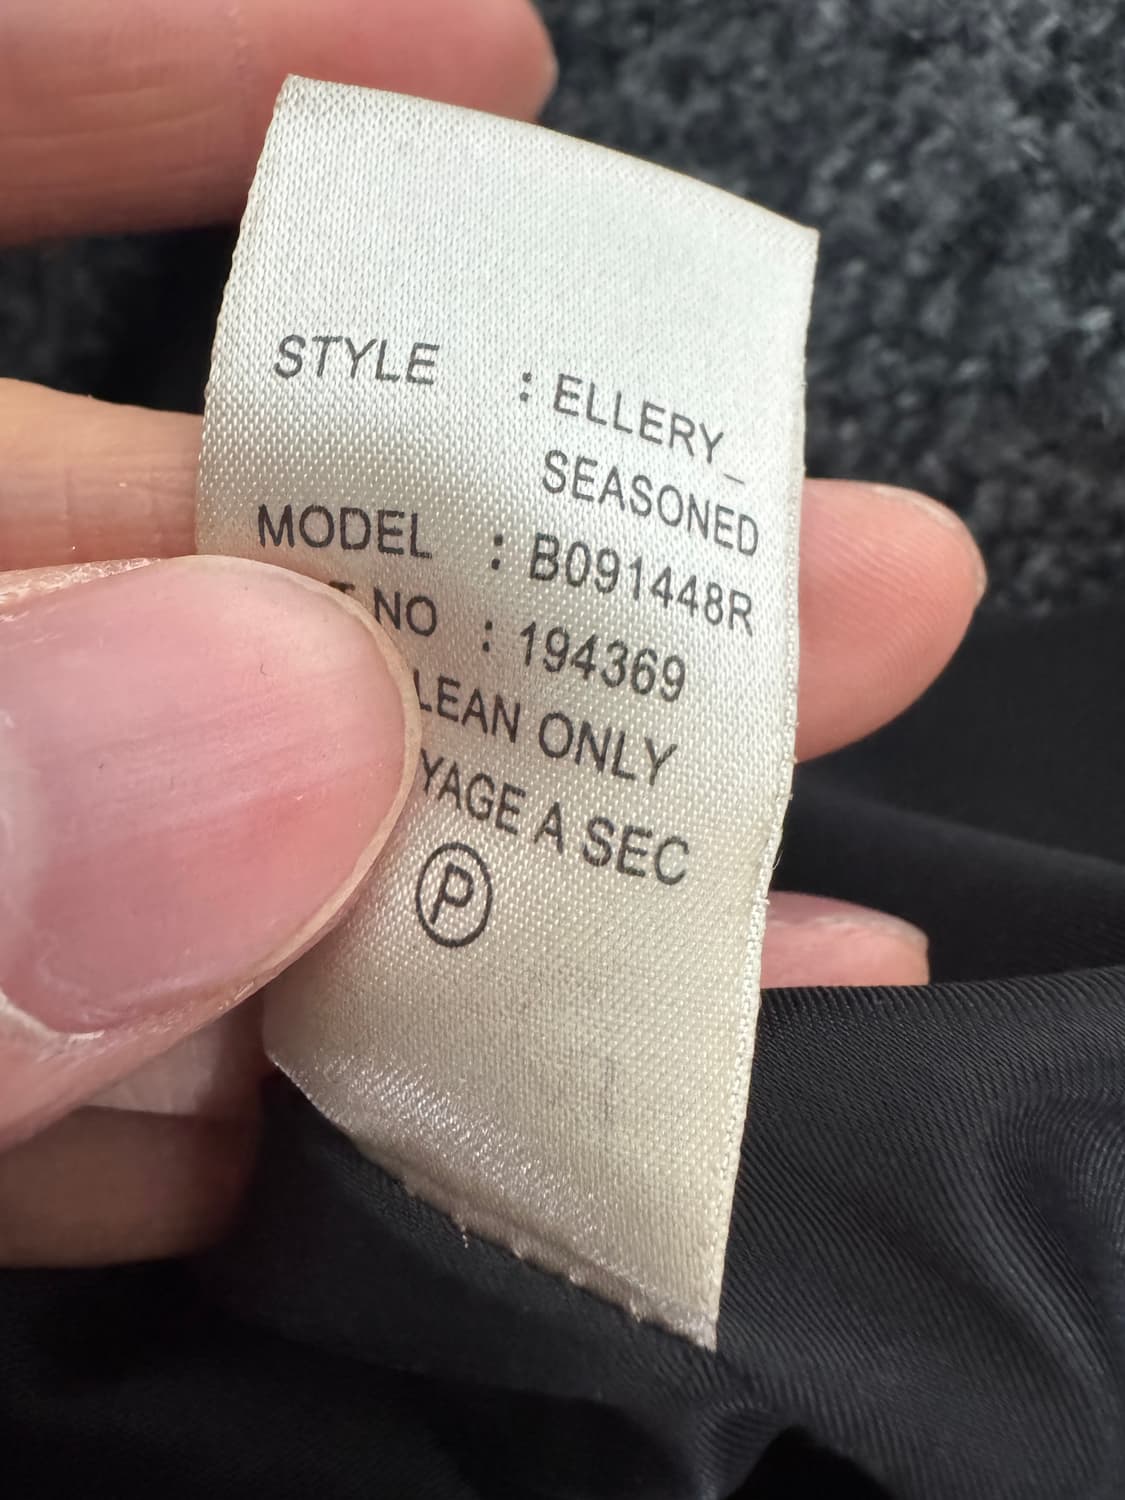 STYLE : ELLERY_
SEASONED
MODEL : B091448R
NO : 194369
LEAN ONLY
YAGE A SEC
P